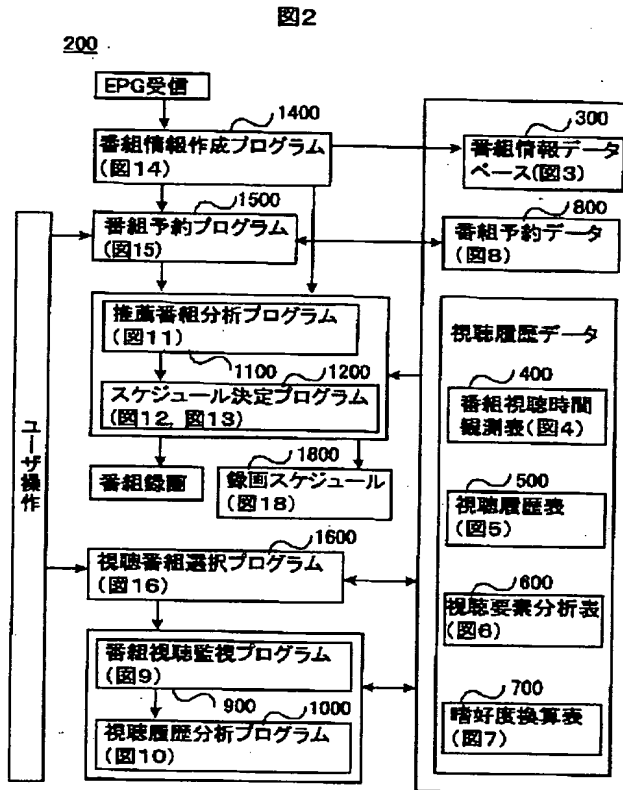 図2
200
EPG受信
1400
番組情報作成プログラム
(図14)
300
番組情報データ
ベース(図3)
1500
番組予約プログラム
(図15)
800
番組予約データ
(図8)
推薦番組分析プログラム
(図11)
1100
1200
スケジュール決定プログラム
(図12, 図13)
視聴履歴データ
400
番組視聴時間
観測表(図4)
ユーザ操作
番組録画
1800
録画スケジュール
(図18)
500
視聴履歴表
(図5)
1600
視聴番組選択プログラム
(図16)
600
視聴要素分析表
(図6)
番組視聴監視プログラム
(図9)
900
1000
視聴履歴分析プログラム
(図10)
700
嗜好度換算表
(図7)